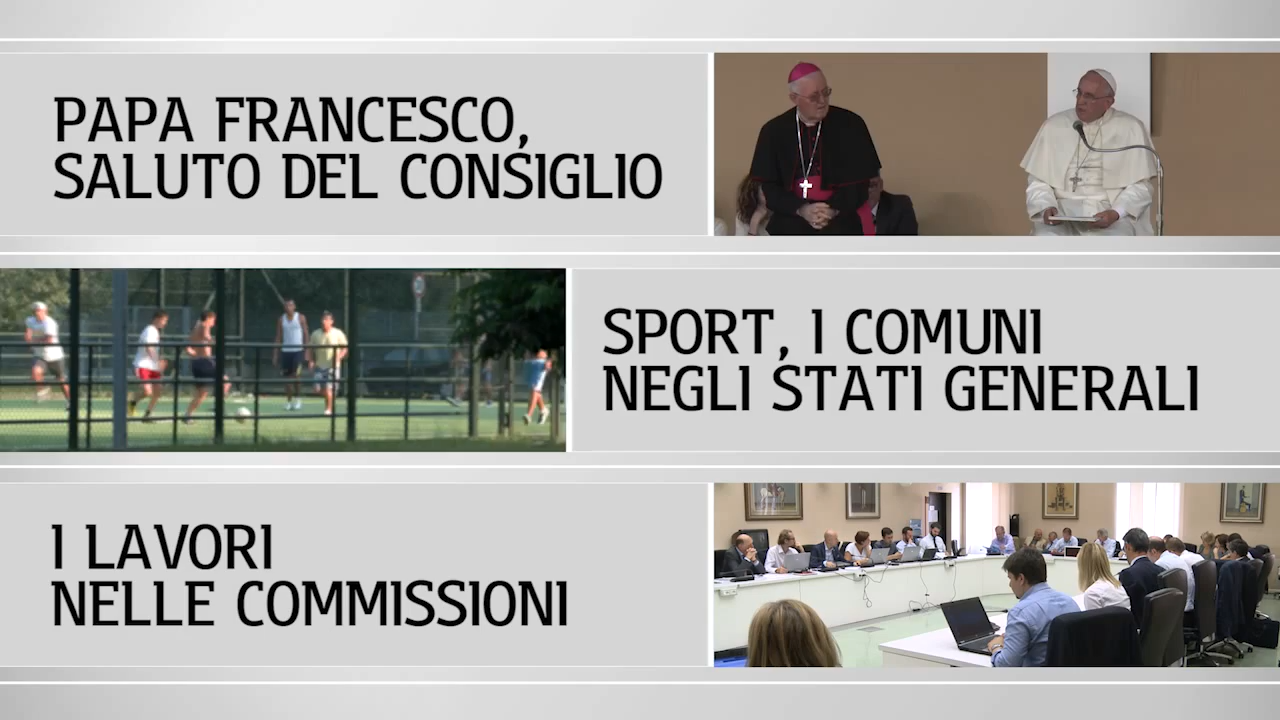 PAPA FRANCESCO,
SALUTO DEL CONSIGLIO
SPORT, I COMUNI
NEGLI STATI GENERALI
I LAVORI
NELLE COMMISSIONI